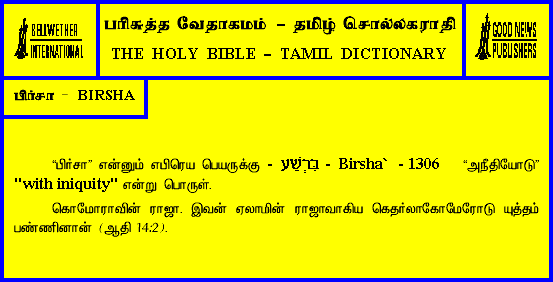 BELLWETHER
INTERNATIONAL
பரிசுத்த வேதாகமம் – தமிழ் சொல்லகராதி
THE HOLY BIBLE – TAMIL DICTIONARY
GOOD NEWS
PUBLISHERS
பிர்சா - BIRSHA
“பிர்சா” என்னும் எபிரெய பெயருக்கு - בִּרְשַׁע - Birsha` - 1306 “அநீதியோடு”
"with iniquity" என்று பொருள்.
கொமோராவின் ராஜா. இவன் ஏலாமின் ராஜாவாகிய கெதர்லாகோமேரோடு யுத்தம்
பண்ணினான் (ஆதி 14:2).